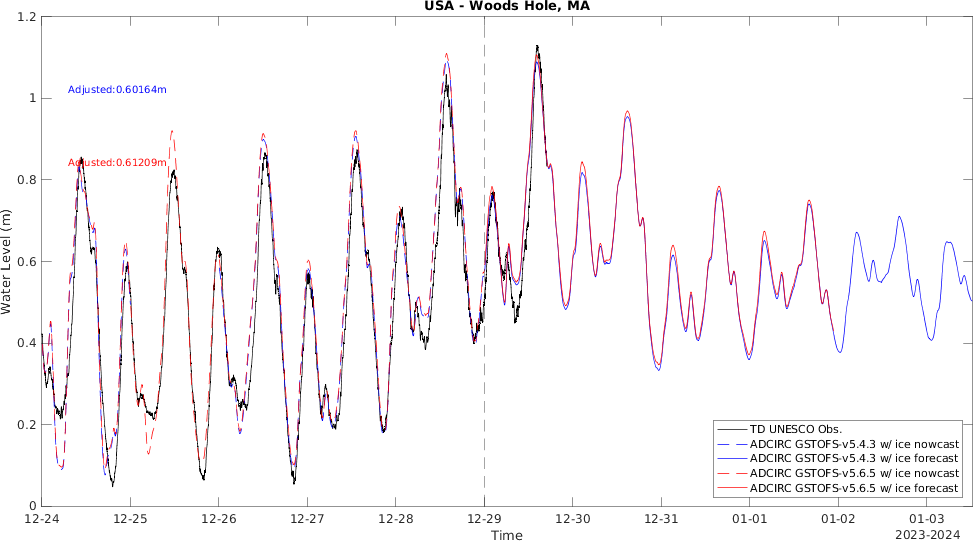 USA - Woods Hole, MA
1.2
1
0.8
0.6
0.4
0.2
0
Water Level (m)
Adjusted:0.60164m
Adjusted:0.61209m
TD UNESCO Obs.
ADCIRC GSTOFS-v5.4.3 w/ ice nowcast
ADCIRC GSTOFS-v5.4.3 w/ ice forecast
ADCIRC GSTOFS-v5.6.5 w/ ice nowcast
ADCIRC GSTOFS-v5.6.5 w/ ice forecast
12-24 12-25 12-26 12-27 12-28 12-29 12-30 12-31 01-01 01-02 01-03
Time
2023-2024